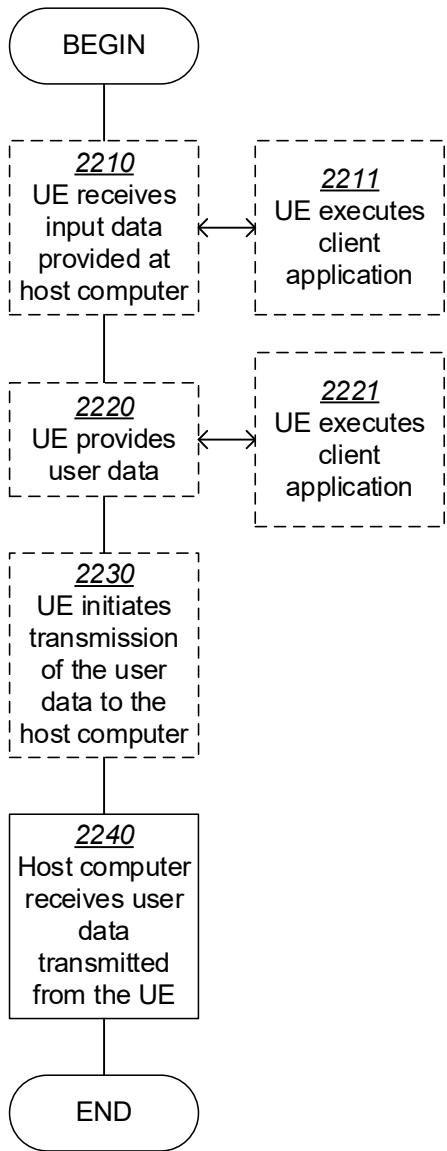 BEGIN
2210
UE receives
input data
provided at
host computer
2211
UE executes
client
application
2220
UE provides
user data
2221
UE executes
client
application
2230
UE initiates
transmission
of the user
data to the
host computer
2240
Host computer
receives user
data
transmitted
from the UE
END